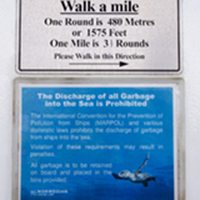 Walk a mile
One Round is 480 Metres
or 1575 Feet
One Mile is 3⅓ Rounds
Please Walk in this Direction
The Discharge of all Garbage
into the Sea is Prohibited
The International Convention for the Prevention of
Pollution from Ships (MARPOL) and various
domestic laws prohibit the discharge of garbage
from ships into the sea.
Violation of these requirements may result in
penalties.
All garbage is to be retained
on board and placed in the
bins provided.